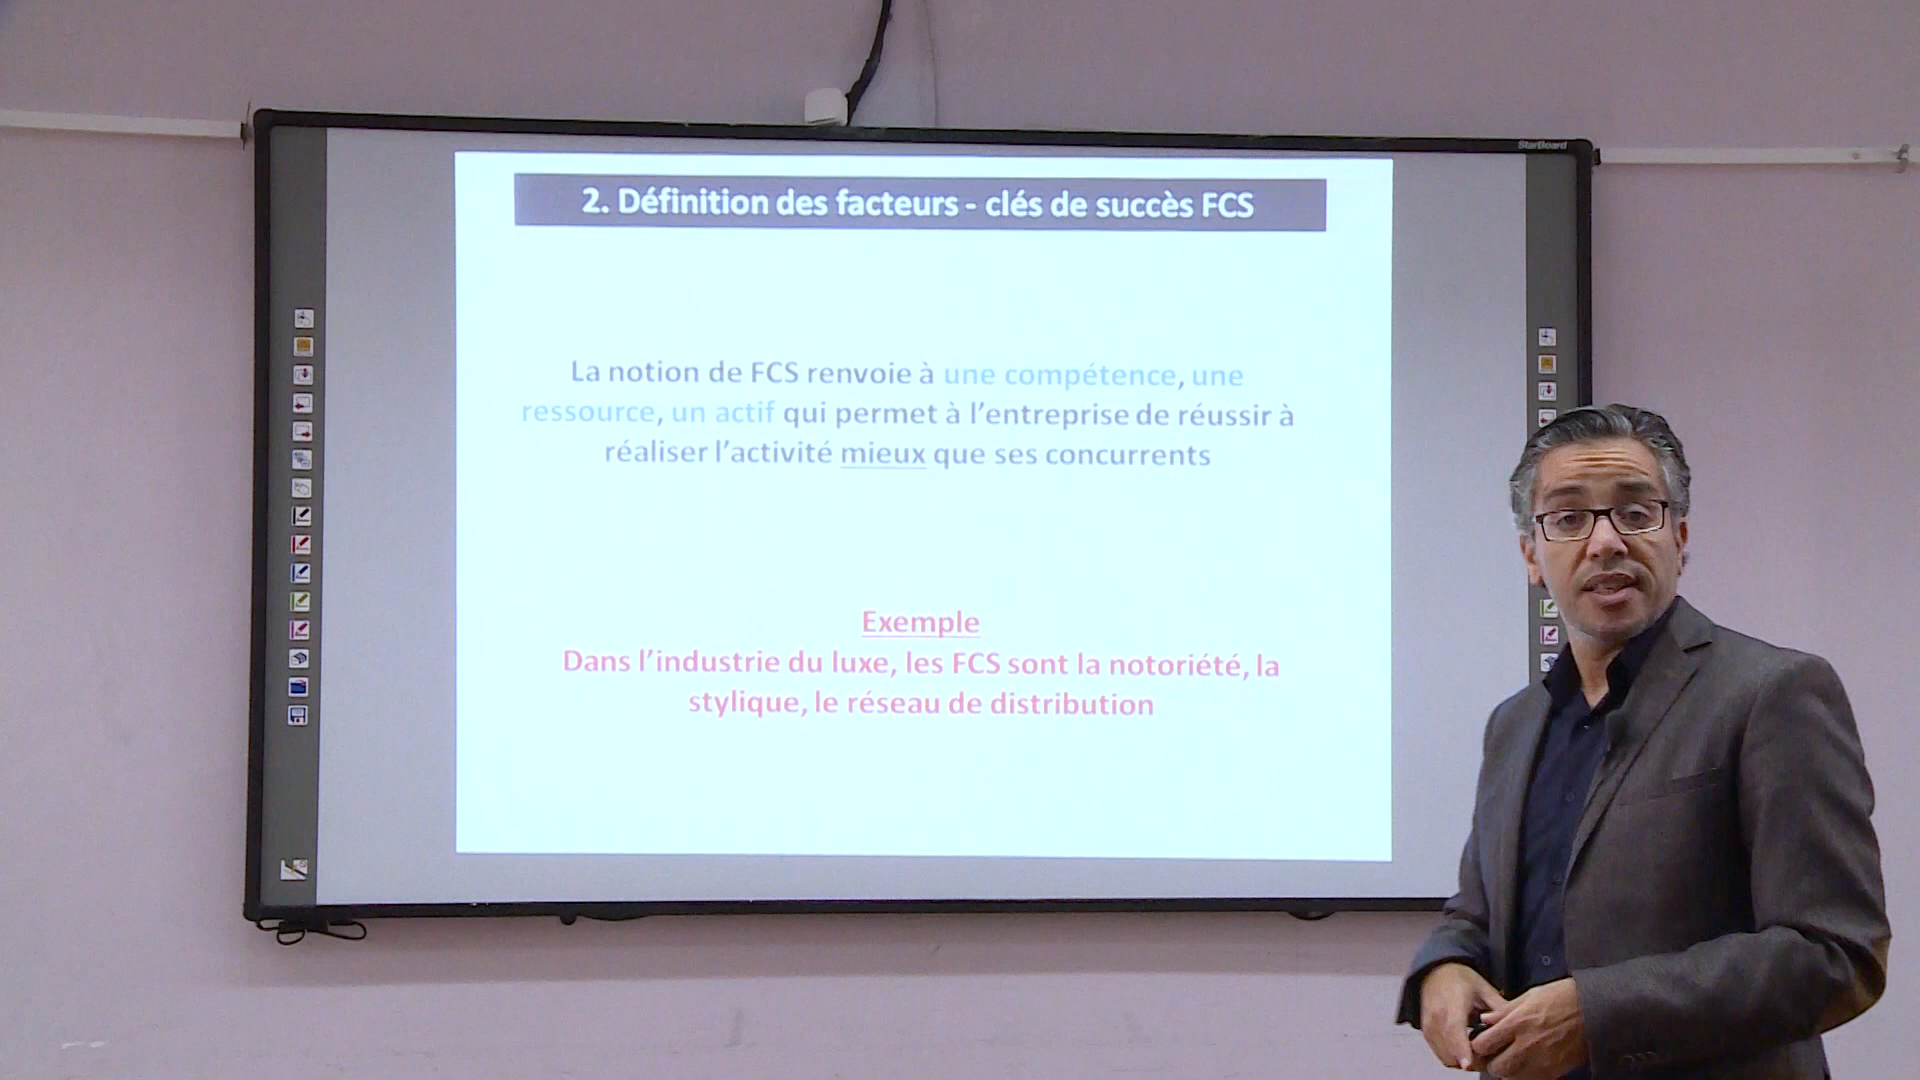 StarBoard
2. Définition des facteurs - clés de succès FCS
La notion de FCS renvoie à une compétence, une
ressource, un actif qui permet à l'entreprise de réussir à
réaliser l'activité mieux que ses concurrents
Exemple
Dans l'industrie du luxe, les FCS sont la notoriété, la
stylique, le réseau de distribution